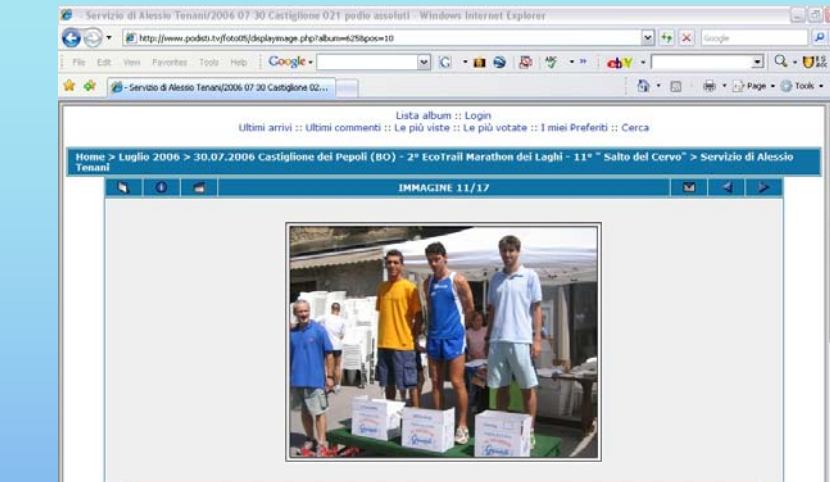 - Servizio di Alessio Tenani/2006 07 30 Castiglione 021 podio assoluti - Windows Internet Explorer
http://www.podisti.tv/foto05/displayimage.php?album=625&pos=10
Google
File Edit View Favorites Tools Help
Google
ebY
- Servizio di Alessio Tenani/2006 07 30 Castiglione 02...
Page
Tools
Lista album :: Login
Ultimi arrivi :: Ultimi commenti :: Le più viste :: Le più votate :: I miei Preferiti :: Cerca
Home > Luglio 2006 > 30.07.2006 Castiglione dei Pepoli (BO) - 2° EcoTrail Marathon dei Laghi - 11° " Salto del Cervo" > Servizio di Alessio
Tenani
IMMAGINE 11/17